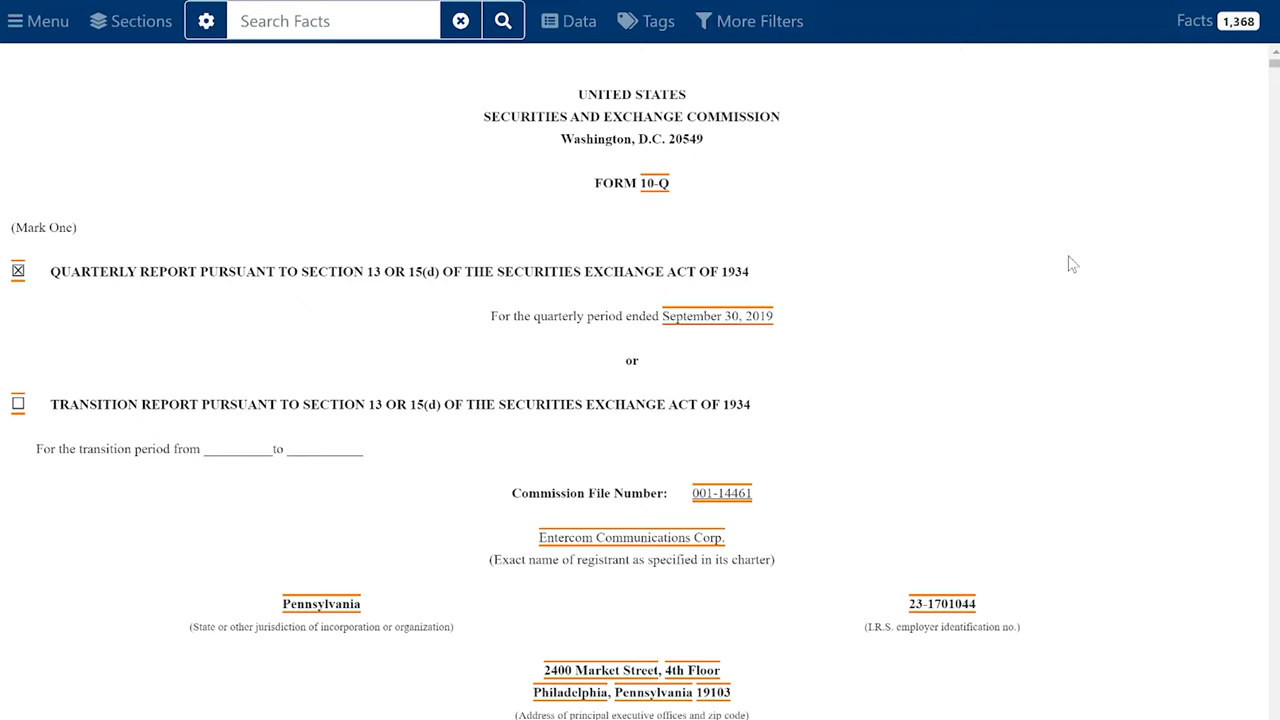 Menu Sections Search Facts Data Tags More Filters Facts 1,368
UNITED STATES
SECURITIES AND EXCHANGE COMMISSION
Washington, D.C. 20549
FORM 10-Q
(Mark One)
☒ QUARTERLY REPORT PURSUANT TO SECTION 13 OR 15(d) OF THE SECURITIES EXCHANGE ACT OF 1934
For the quarterly period ended September 30, 2019
or
☐ TRANSITION REPORT PURSUANT TO SECTION 13 OR 15(d) OF THE SECURITIES EXCHANGE ACT OF 1934
For the transition period from __________to ___________
Commission File Number: 001-14461
Entercom Communications Corp.
(Exact name of registrant as specified in its charter)
Pennsylvania 23-1701044
(State or other jurisdiction of incorporation or organization) (I.R.S. employer identification no.)
2400 Market Street, 4th Floor
Philadelphia, Pennsylvania 19103
(Address of principal executive offices and zip code)